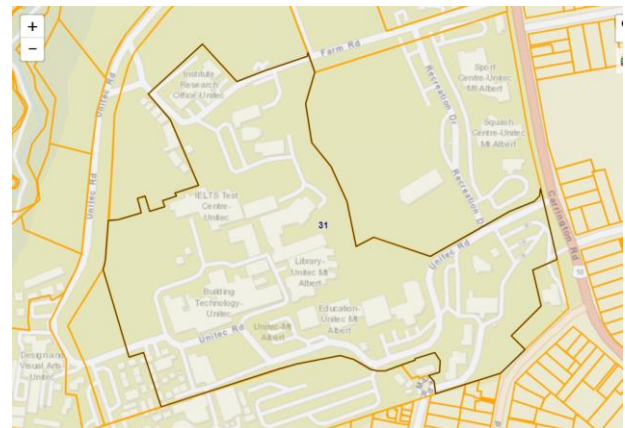 +
−
Unitec Rd
Farm Rd
Institute
Research
Office-Unitec
Recreation Dr
Sport
Centre-Unitec
Mt Albert
Squash
Centre-Unitec
Mt Albert
Unitec Rd
IELTS Test
Centre-
Unitec
31
Recreation Dr
Carrington Rd
Unitec Rd
Library-
Unitec Mt
Albert
Building
Technology-
Unitec
Education-
Unitec Mt
Albert
Unitec Rd
Unitec-Mt
Albert
Design and
Visual Arts
-Unitec